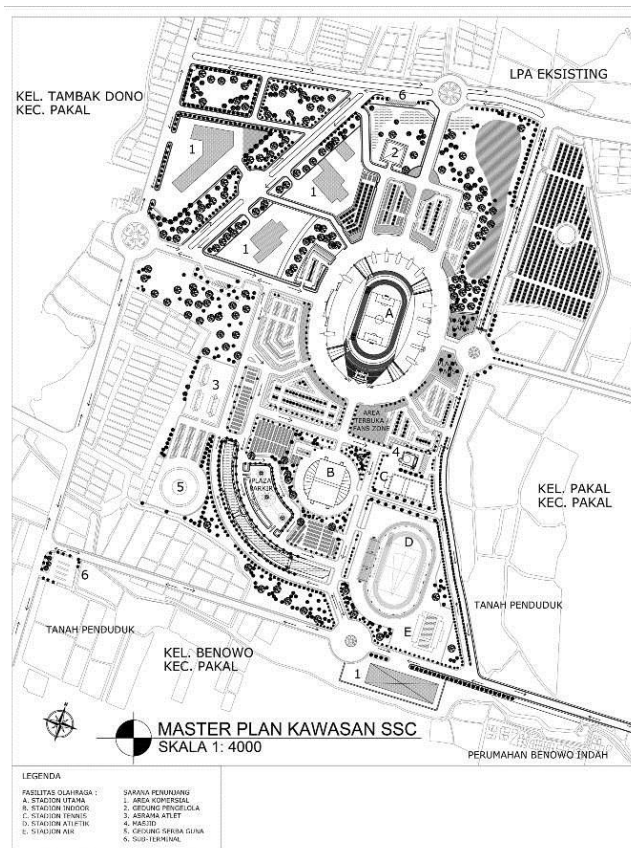 LPA EKSISTING
KEL. TAMBAK DONO
KEC. PAKAL
6
1
2
1
1
A
3
AREA
TERBUKA /
FANS ZONE
4
B
C
PLAZA
PARKIR
5
KEL. PAKAL
KEC. PAKAL
D
6
TANAH PENDUDUK
TANAH PENDUDUK
E
KEL. BENOWO
KEC. PAKAL
1
MASTER PLAN KAWASAN SSC
SKALA 1: 4000
PERUMAHAN BENOWO INDAH
LEGENDA
FASILITAS OLAHRAGA :
A. STADION UTAMA
B. STADION INDOOR
C. STADION TENNIS
D. STADION ATLETIK
E. STADION AIR
SARANA PENUNJANG
1. AREA KOMERSIAL
2. GEDUNG PENGELOLA
3. ASRAMA ATLET
4. MASJID
5. GEDUNG SERBA GUNA
6. SUB-TERMINAL